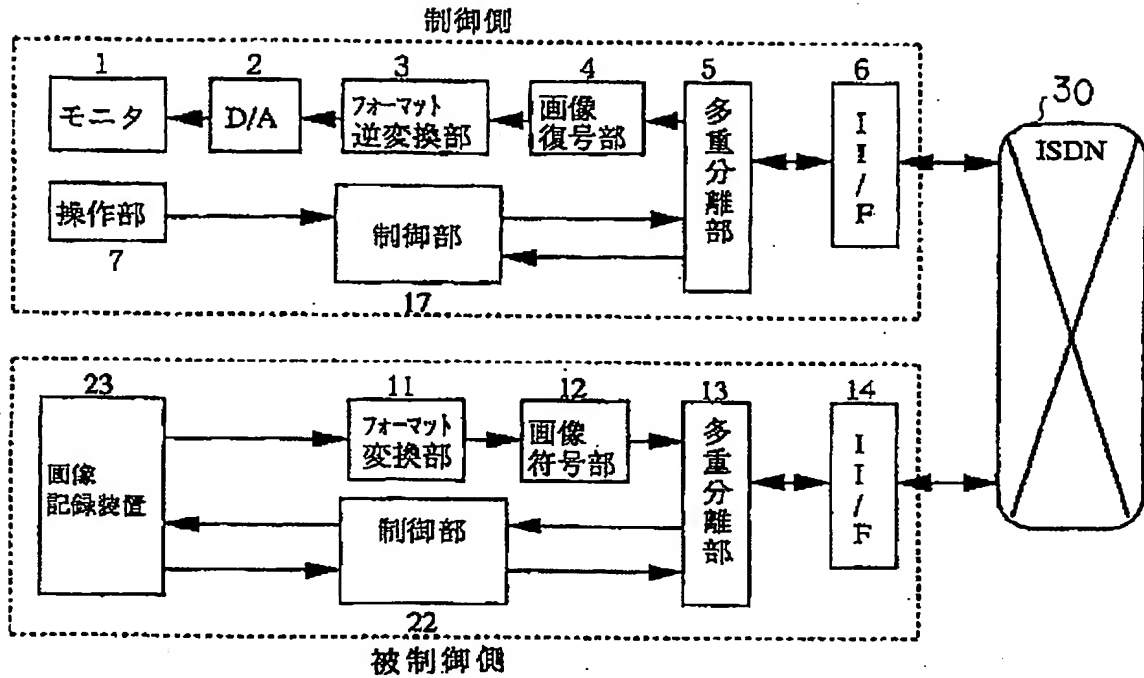 制御側
1
2
3
4
5
6
30
モニタ
D/A
フォーマット
逆変換部
画像
復号部
多重分離部
I
I/F
ISDN
操作部
7
制御部
17
23
11
12
13
14
画像
記録装置
フォーマット
変換部
画像
符号部
多重分離部
I
I/F
制御部
22
被制御側